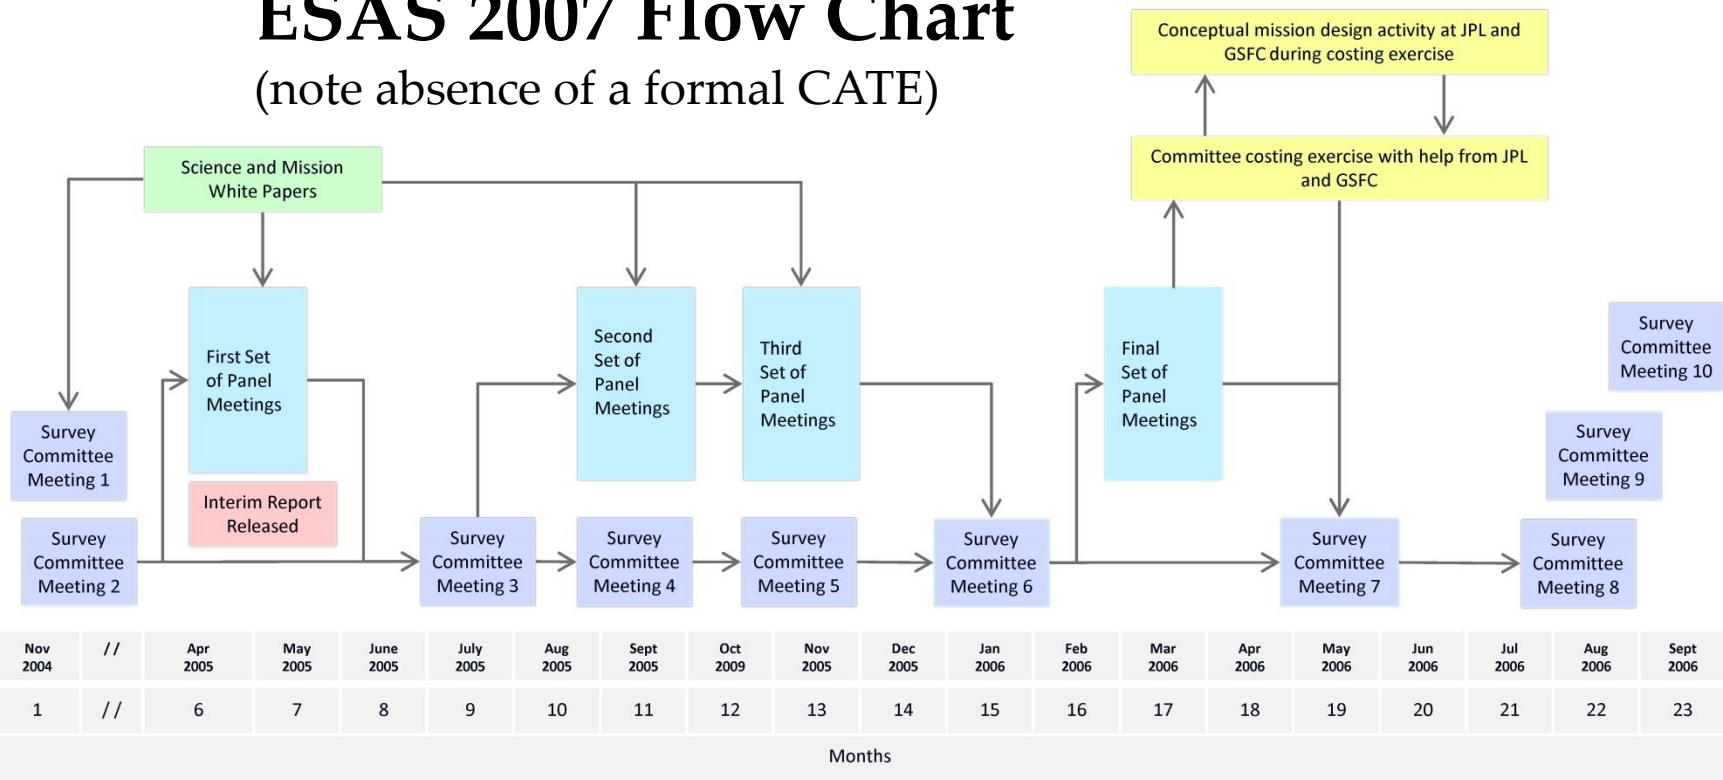 ESAS 2007 Flow Chart
(note absence of a formal CATE)
Conceptual mission design activity at JPL and
GSFC during costing exercise
Committee costing exercise with help from JPL
and GSFC
Science and Mission
White Papers
First Set
of Panel
Meetings
Second
Set of
Panel
Meetings
Third
Set of
Panel
Meetings
Final
Set of
Panel
Meetings
Survey
Committee
Meeting 10
Survey
Committee
Meeting 9
Survey
Committee
Meeting 1
Interim Report
Released
Survey
Committee
Meeting 2
Survey
Committee
Meeting 3
Survey
Committee
Meeting 4
Survey
Committee
Meeting 5
Survey
Committee
Meeting 6
Survey
Committee
Meeting 7
Survey
Committee
Meeting 8
Nov // Apr May June July Aug Sept Oct Nov Dec Jan Feb Mar Apr May Jun Jul Aug Sept
2004 2005 2005 2005 2005 2005 2005 2009 2005 2005 2006 2006 2006 2006 2006 2006 2006 2006 2006
1 // 6 7 8 9 10 11 12 13 14 15 16 17 18 19 20 21 22 23
Months